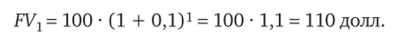 FV₁ = 100 · (1 + 0,1)¹ = 100 · 1,1 = 110 долл.